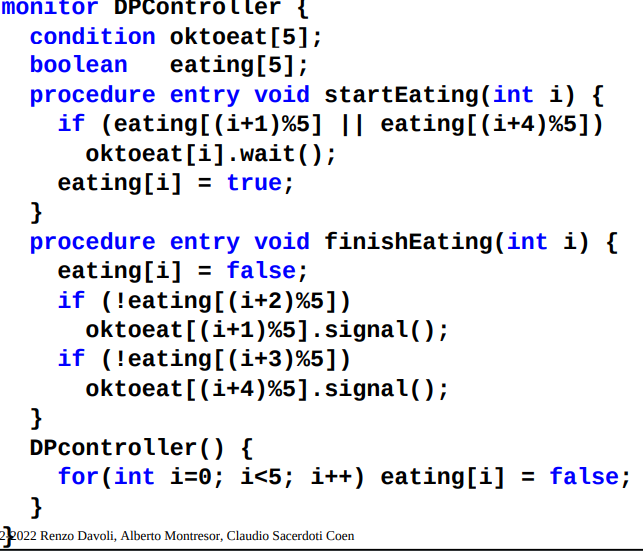 monitor DPController {
condition oktoeat[5];
boolean eating[5];
procedure entry void startEating(int i) {
if (eating[(i+1)%5] || eating[(i+4)%5])
oktoeat[i].wait();
eating[i] = true;
}
procedure entry void finishEating(int i) {
eating[i] = false;
if (!eating[(i+2)%5])
oktoeat[(i+1)%5].signal();
if (!eating[(i+3)%5])
oktoeat[(i+4)%5].signal();
}
DPcontroller() {
for(int i=0; i<5; i++) eating[i] = false;
}
}
2-2022 Renzo Davoli, Alberto Montresor, Claudio Sacerdoti Coen